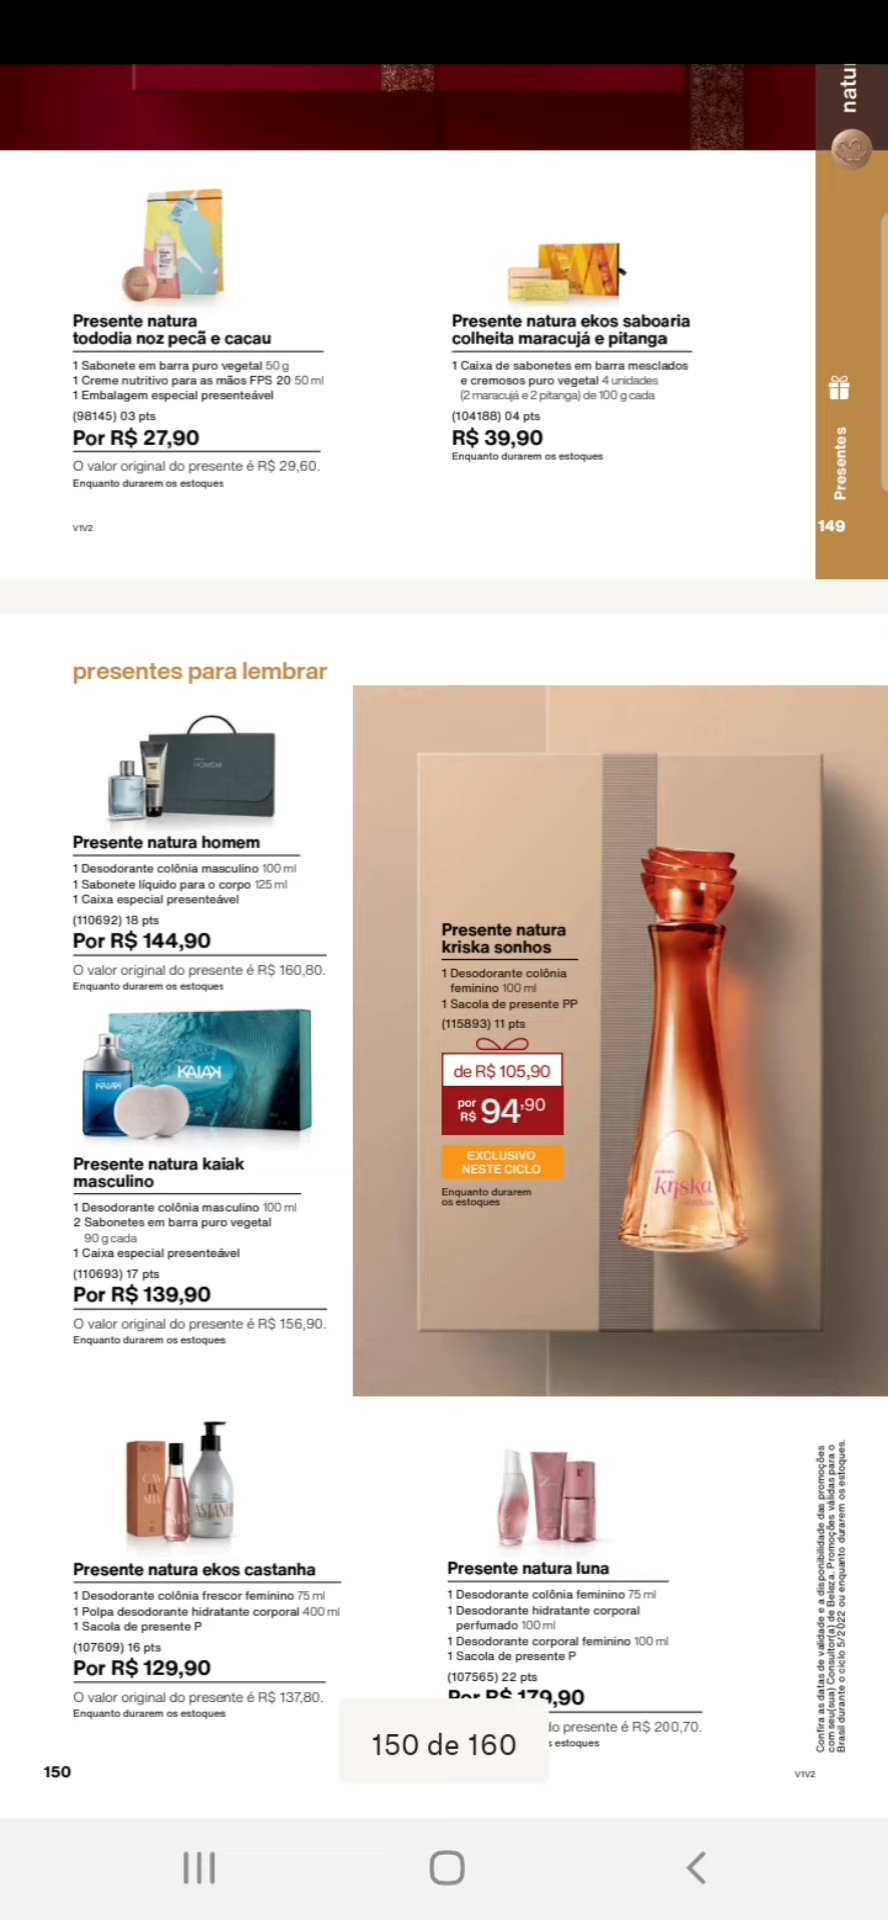 natu
Presente natura
tododia noz pecã e cacau
1 Sabonete em barra puro vegetal 50 g
1 Creme nutritivo para as mãos FPS 20 50 ml
1 Embalagem especial presenteável
(98145) 03 pts
Por R$ 27,90
O valor original do presente é R$ 29,60.
Enquanto durarem os estoques
V1V2
Presente natura ekos saboaria
colheita maracujá e pitanga
1 Caixa de sabonetes em barra mesclados
e cremosos puro vegetal 4 unidades
(2 maracujá e 2 pitanga) de 100 g cada
(104188) 04 pts
R$ 39,90
Enquanto durarem os estoques
Presentes
149
presentes para lembrar
HOMEM
Presente natura homem
1 Desodorante colônia masculino 100 ml
1 Sabonete líquido para o corpo 125 ml
1 Caixa especial presenteável
(110692) 18 pts
Por R$ 144,90
O valor original do presente é R$ 160,80.
Enquanto durarem os estoques
KAIAK
KAIAK
Presente natura kaiak
masculino
1 Desodorante colônia masculino 100 ml
2 Sabonetes em barra puro vegetal
90 g cada
1 Caixa especial presenteável
(110693) 17 pts
Por R$ 139,90
O valor original do presente é R$ 156,90.
Enquanto durarem os estoques
Presente natura
kriska sonhos
1 Desodorante colônia
feminino 100 ml
1 Sacola de presente PP
(115893) 11 pts
de R$ 105,90
por R$ 94,90
EXCLUSIVO
NESTE CICLO
Enquanto durarem
os estoques
kriska
CAS
TA
NHA
CASTANHA
Presente natura ekos castanha
1 Desodorante colônia frescor feminino 75 ml
1 Polpa desodorante hidratante corporal 400 ml
1 Sacola de presente P
(107609) 16 pts
Por R$ 129,90
O valor original do presente é R$ 137,80.
Enquanto durarem os estoques
Presente natura luna
1 Desodorante colônia feminino 75 ml
1 Desodorante hidratante corporal
perfumado 100 ml
1 Desodorante corporal feminino 100 ml
1 Sacola de presente P
(107565) 22 pts
Por R$ 179,90
do presente é R$ 200,70.
s estoques
Confira as datas de validade e a disponibilidade das promoções
com seu(sua) Consultor(a) de Beleza. Promoções válidas para o
Brasil durante o ciclo 5/2022 ou enquanto durarem os estoques.
150 de 160
150
V1V2